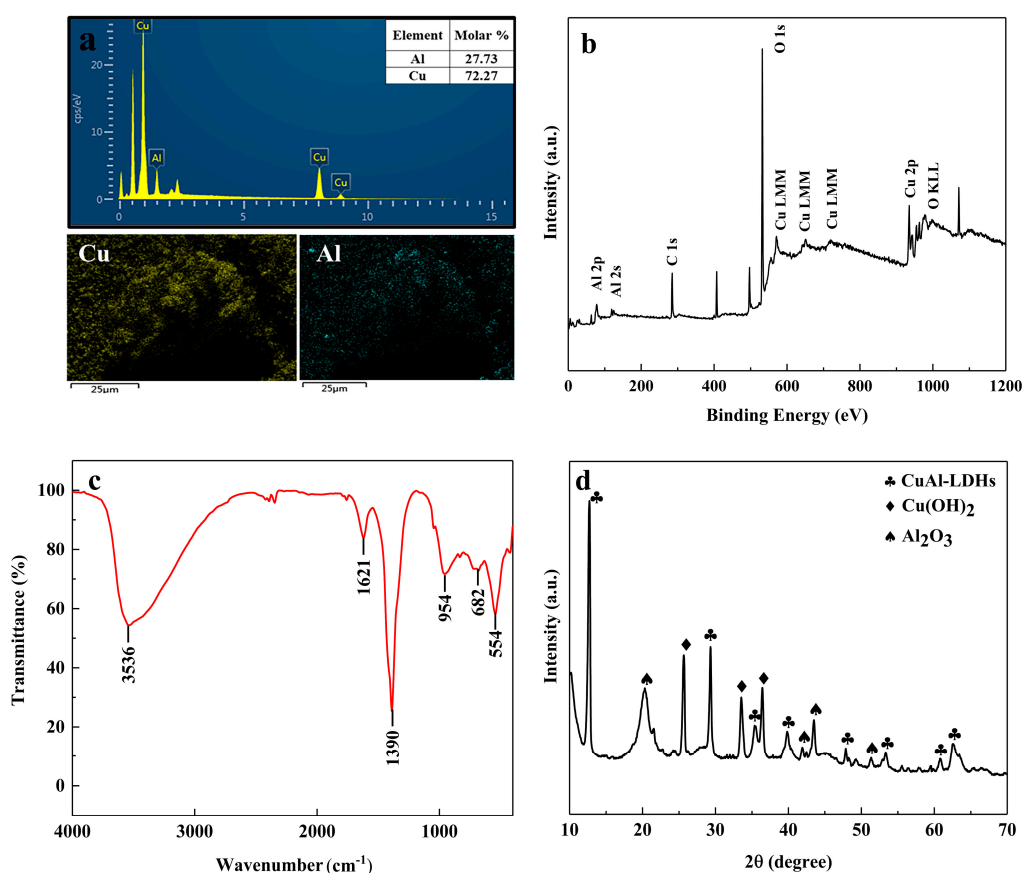 a
Cu
Element Molar %
Al 27.73
Cu 72.27
20
10
0
cps/eV
Al
Cu
Cu
0 5 10 15
Cu
Al
25µm
25µm
b
O 1s
Cu LMM
Cu LMM
Cu LMM
Cu 2p
O KLL
C 1s
Al 2p
Al 2s
Intensity (a.u.)
0 200 400 600 800 1000 1200
Binding Energy (eV)
c
100
80
60
40
20
0
Transmittance (%)
3536
1621
1390
954
682
554
4000 3000 2000 1000
Wavenumber (cm⁻¹)
d
♣ CuAl-LDHs
♦ Cu(OH)₂
♠ Al₂O₃
Intensity (a.u.)
10 20 30 40 50 60 70
2θ (degree)